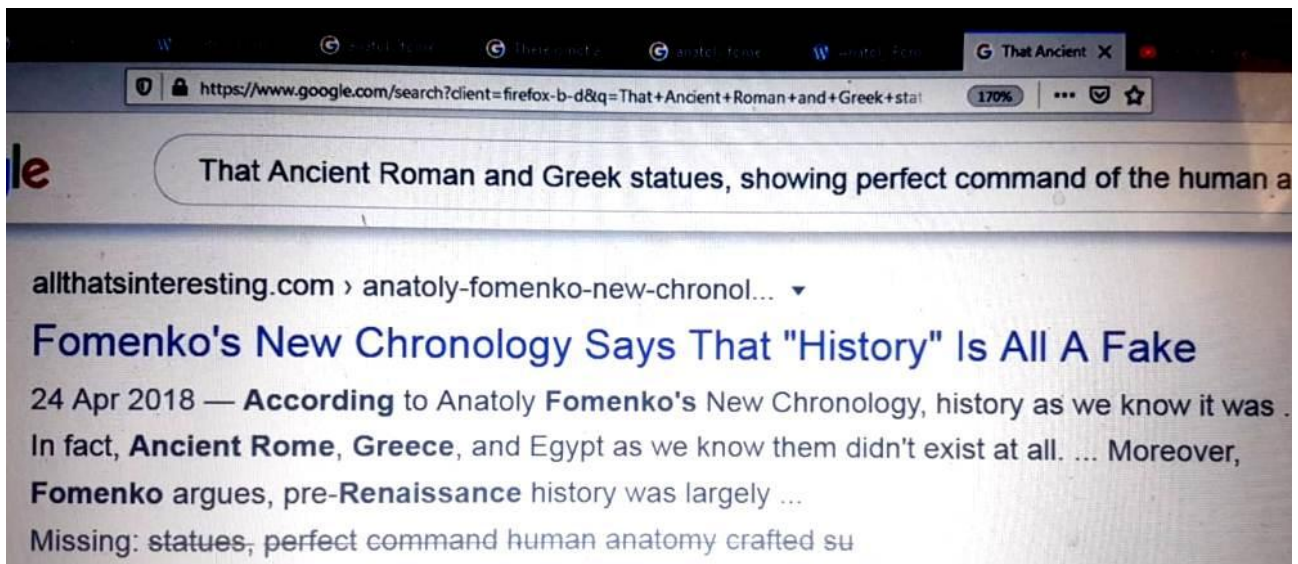 That Ancient
https://www.google.com/search?client=firefox-b-d&q=That+Ancient+Roman+and+Greek+stat
170%
le
That Ancient Roman and Greek statues, showing perfect command of the human a
allthatsinteresting.com › anatoly-fomenko-new-chronol...
Fomenko's New Chronology Says That "History" Is All A Fake
24 Apr 2018 — According to Anatoly Fomenko's New Chronology, history as we know it was .
In fact, Ancient Rome, Greece, and Egypt as we know them didn't exist at all. ... Moreover,
Fomenko argues, pre-Renaissance history was largely ...
Missing: statues, perfect command human anatomy crafted su